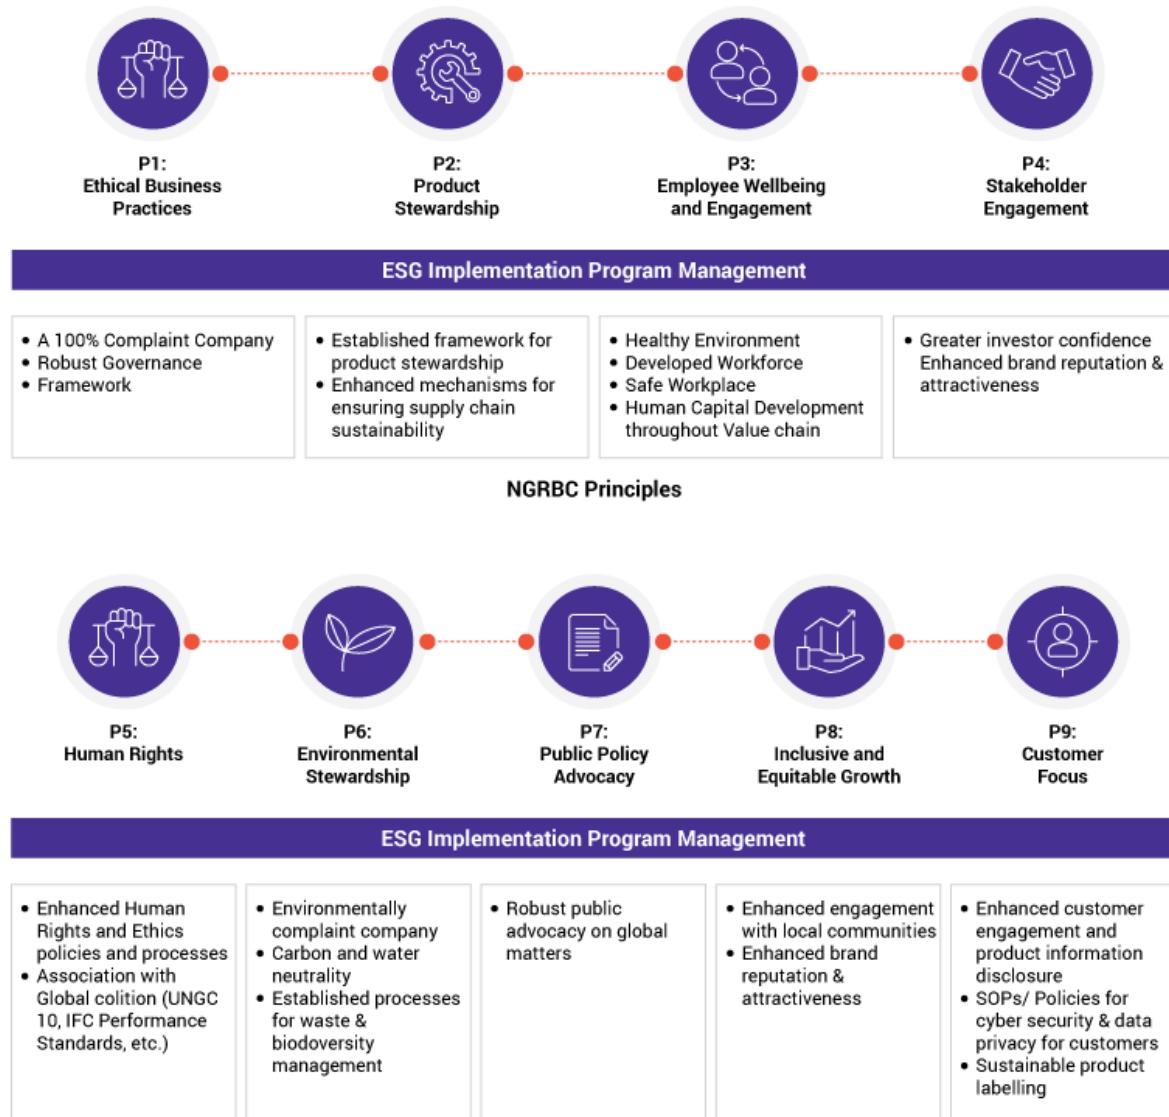 P1:
Ethical Business
Practices
P2:
Product
Stewardship
P3:
Employee Wellbeing
and Engagement
P4:
Stakeholder
Engagement
ESG Implementation Program Management
• A 100% Complaint Company
• Robust Governance
• Framework
• Established framework for
product stewardship
• Enhanced mechanisms for
ensuring supply chain
sustainability
• Healthy Environment
• Developed Workforce
• Safe Workplace
• Human Capital Development
throughout Value chain
• Greater investor confidence
Enhanced brand reputation &
attractiveness
NGRBC Principles
P5:
Human Rights
P6:
Environmental
Stewardship
P7:
Public Policy
Advocacy
P8:
Inclusive and
Equitable Growth
P9:
Customer
Focus
ESG Implementation Program Management
• Enhanced Human
Rights and Ethics
policies and processes
• Association with
Global colition (UNGC
10, IFC Performance
Standards, etc.)
• Environmentally
complaint company
• Carbon and water
neutrality
• Established processes
for waste &
biodoversity
management
• Robust public
advocacy on global
matters
• Enhanced engagement
with local communities
• Enhanced brand
reputation &
attractiveness
• Enhanced customer
engagement and
product information
disclosure
• SOPs/ Policies for
cyber security & data
privacy for customers
• Sustainable product
labelling